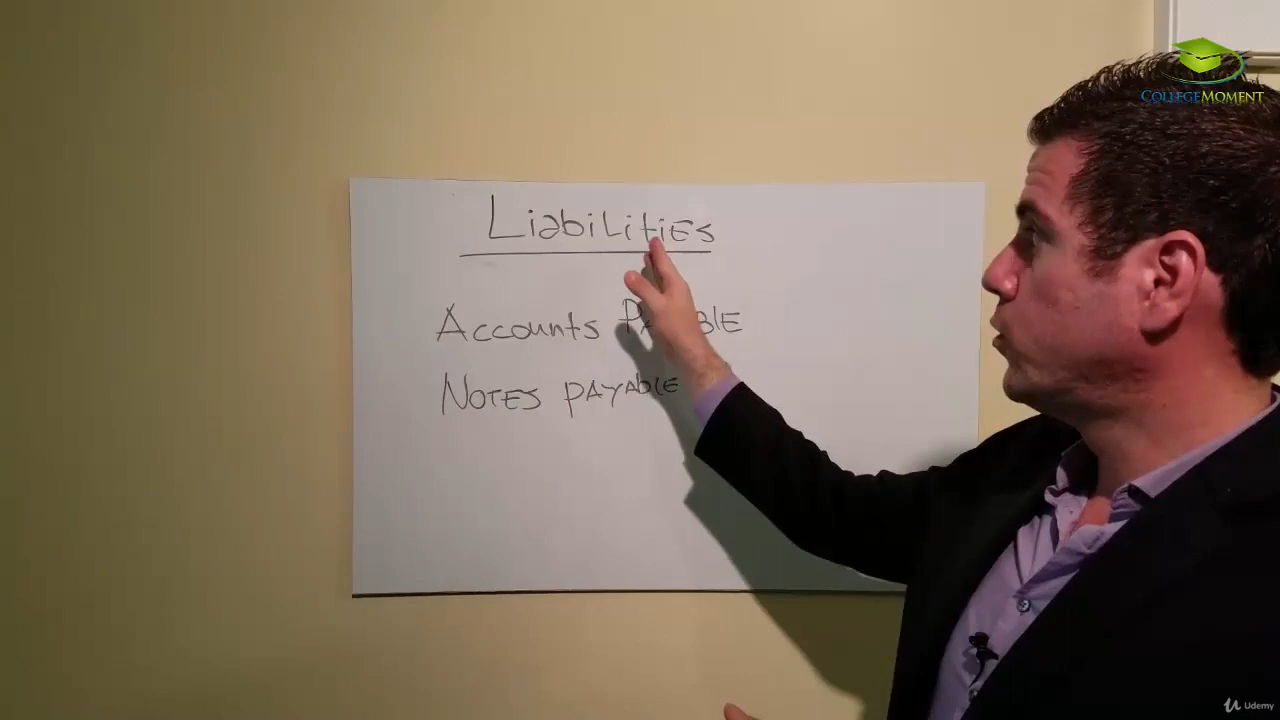 COLLEGEMOMENT
Liabilities
Accounts
Notes payable
Udemy